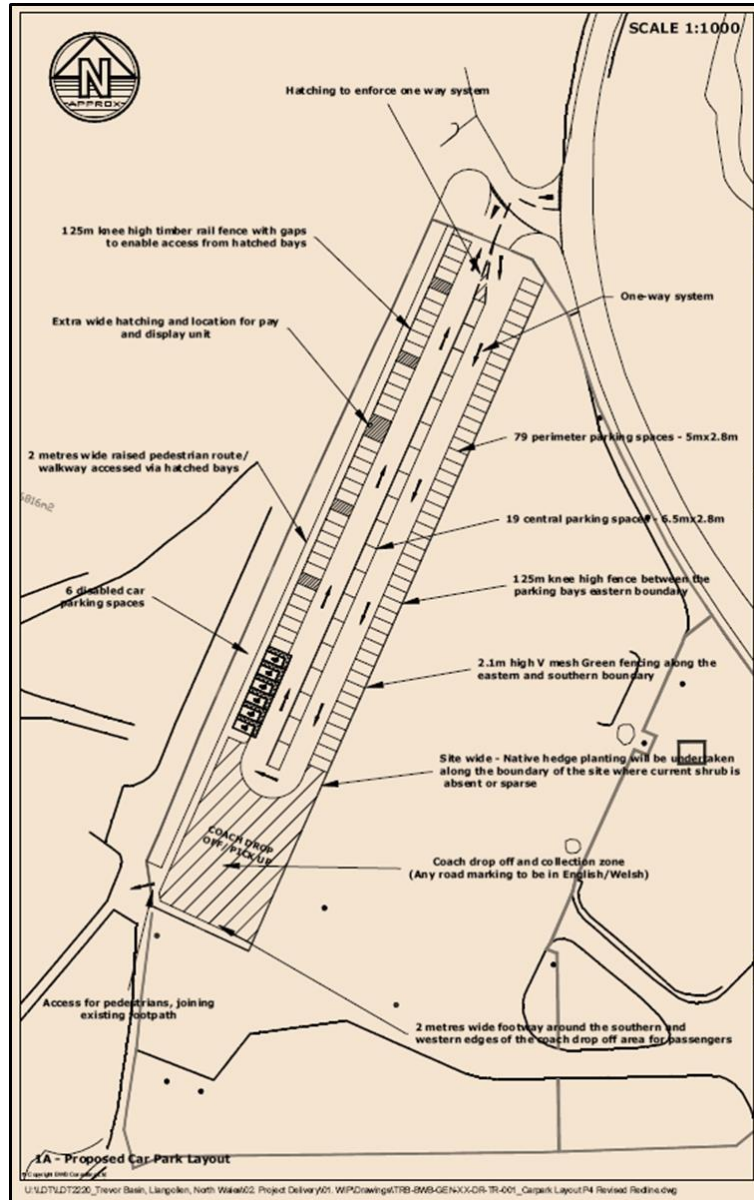 SCALE 1:1000
N
APPROX
Hatching to enforce one way system
125m knee high timber rail fence with gaps
to enable access from hatched bays
One-way system
Extra wide hatching and location for pay
and display unit
79 perimeter parking spaces - 5mx2.8m
2 metres wide raised pedestrian route/
walkway accessed via hatched bays
19 central parking spaces - 6.5mx2.8m
125m knee high fence between the
parking bays eastern boundary
6 disabled car
parking spaces
2.1m high V mesh Green fencing along the
eastern and southern boundary
Site wide - Native hedge planting will be undertaken
along the boundary of the site where current shrub is
absent or sparse
COACH DROP
OFF/PICK UP
Coach drop off and collection zone
(Any road marking to be in English/Welsh)
Access for pedestrians, joining
existing footpath
2 metres wide footway around the southern and
western edges of the coach drop off area for passengers
1A - Proposed Car Park Layout